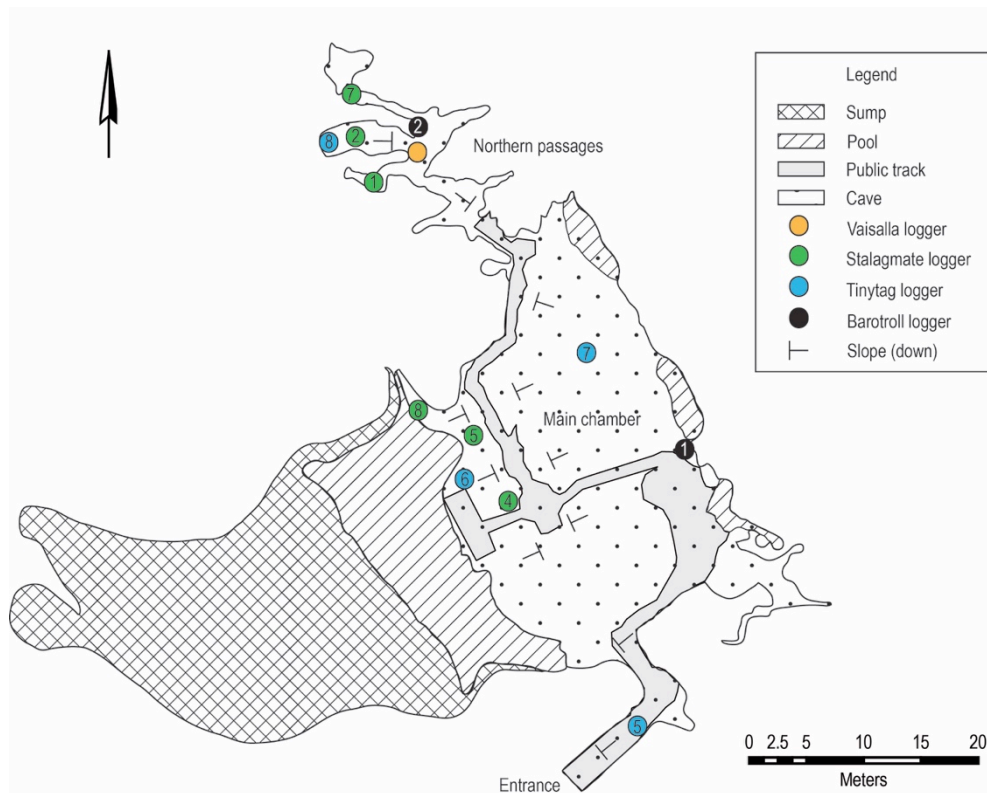 Legend
Sump
Pool
Public track
Cave
Vaisalla logger
Stalagmate logger
Tinytag logger
Barotroll logger
Slope (down)
7
2
2
8
1
Northern passages
7
8
Main chamber
5
1
6
4
5
Entrance
0 2.5 5 10 15 20
Meters